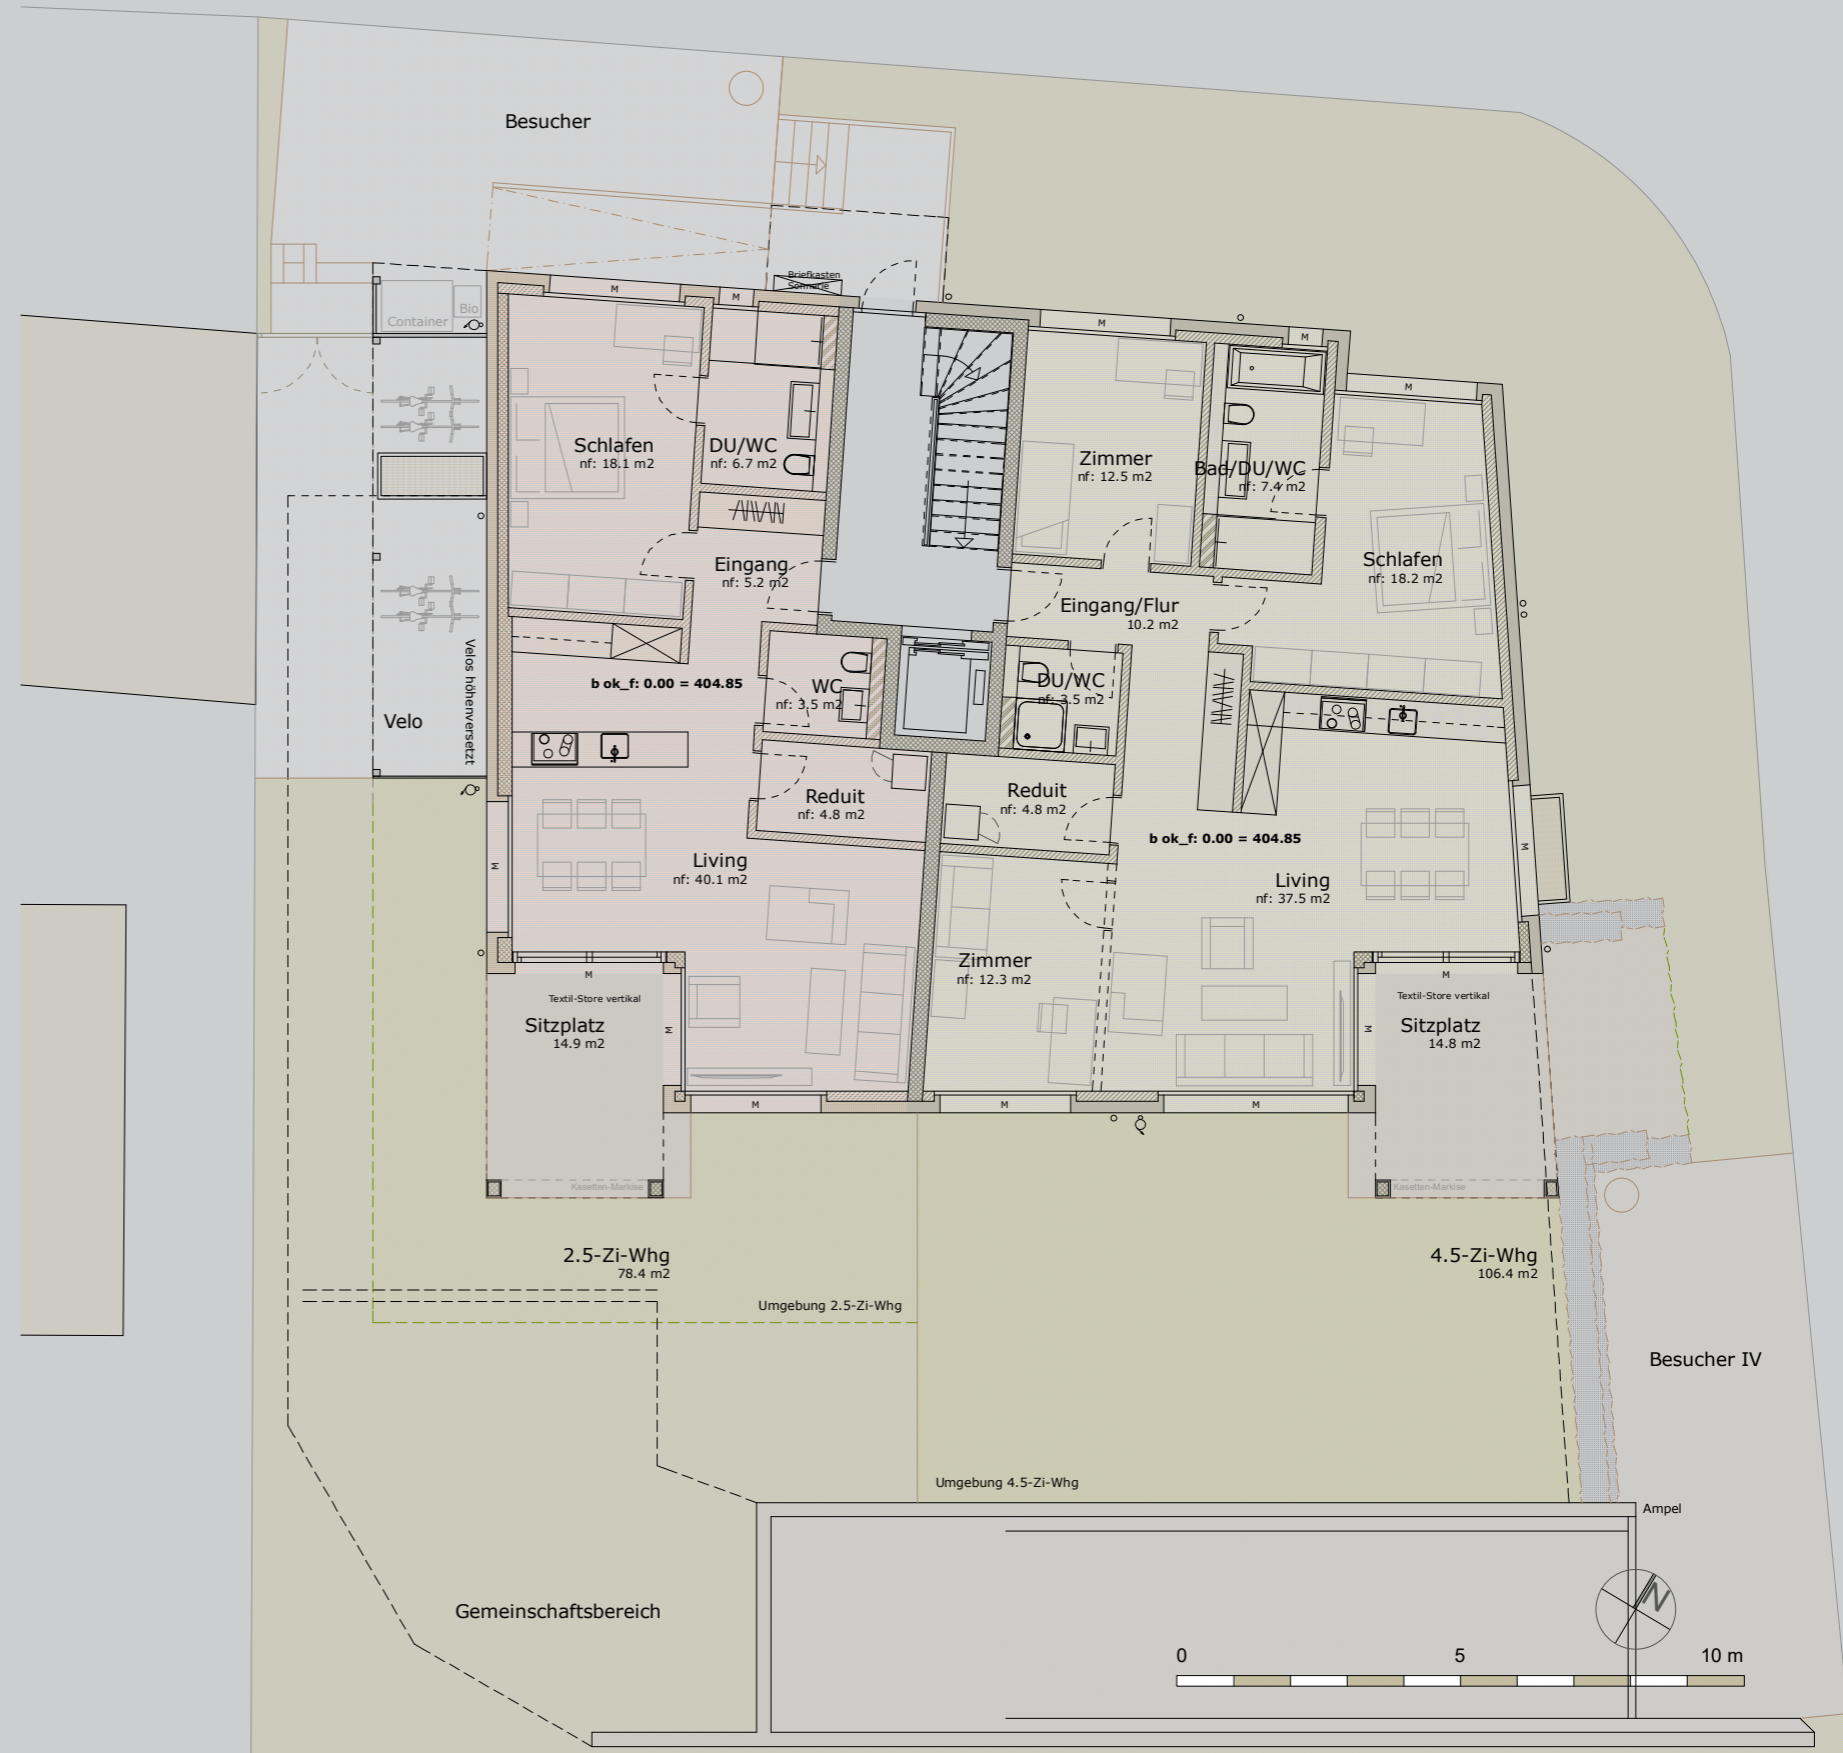 Besucher
Briefkasten
Sonnerie
Container
Bio
M
M
M
M
M
Schlafen
nf: 18.1 m2
DU/WC
nf: 6.7 m2
Zimmer
nf: 12.5 m2
Bad/DU/WC
nf: 7.4 m2
Schlafen
nf: 18.2 m2
Eingang
nf: 5.2 m2
Eingang/Flur
10.2 m2
b ok_f: 0.00 = 404.85
WC
nf: 3.5 m2
DU/WC
nf: 3.5 m2
Velo
Velos höhenversetzt
Reduit
nf: 4.8 m2
Reduit
nf: 4.8 m2
b ok_f: 0.00 = 404.85
M
Living
nf: 40.1 m2
Living
nf: 37.5 m2
M
Zimmer
nf: 12.3 m2
M
M
Textil-Store vertikal
Textil-Store vertikal
Sitzplatz
14.9 m2
M
M
Sitzplatz
14.8 m2
M
M
M
Kasetten-Markise
Kasetten-Markise
2.5-Zi-Whg
78.4 m2
4.5-Zi-Whg
106.4 m2
Umgebung 2.5-Zi-Whg
Besucher IV
Umgebung 4.5-Zi-Whg
Ampel
Gemeinschaftsbereich
N
0 5 10 m